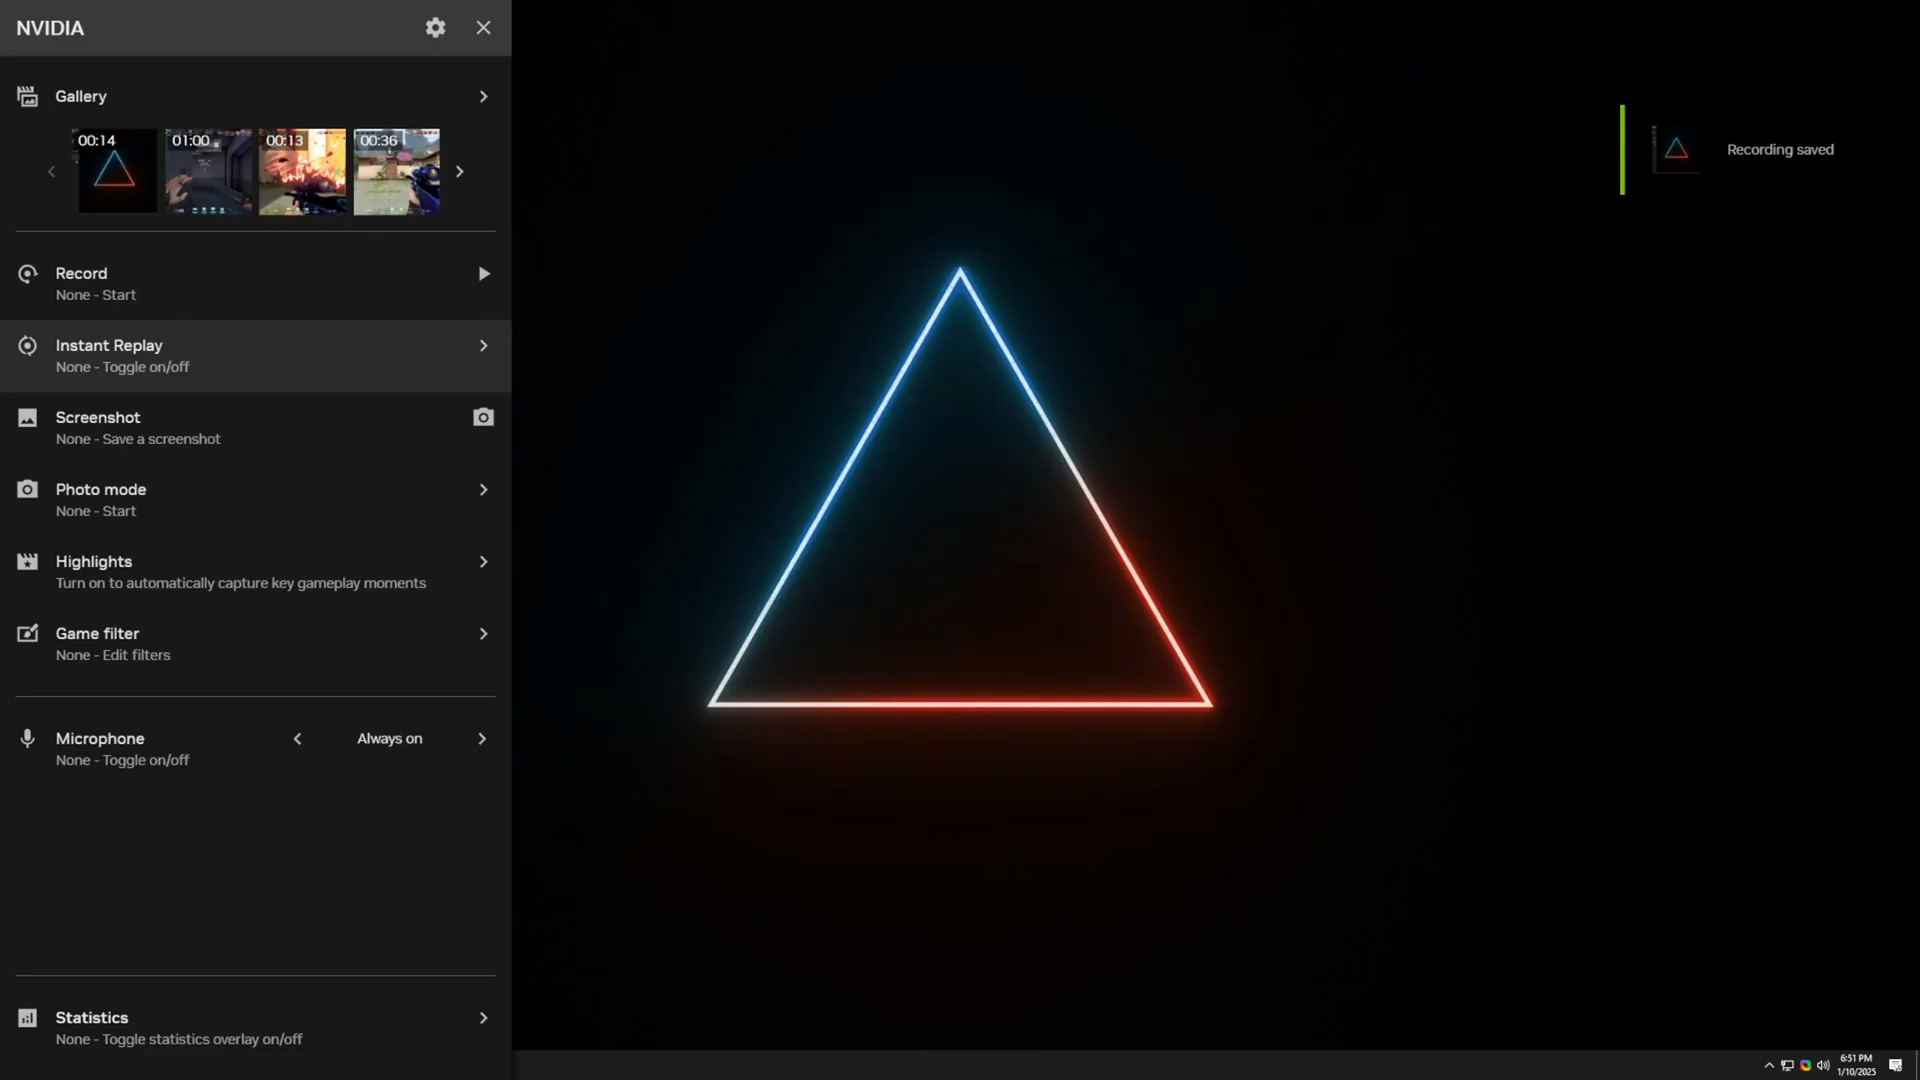 NVIDIA
Gallery
00:14
01:00
00:13
00:36
Recording saved
Record
None - Start
Instant Replay
None - Toggle on/off
Screenshot
None - Save a screenshot
Photo mode
None - Start
Highlights
Turn on to automatically capture key gameplay moments
Game filter
None - Edit filters
Microphone
Always on
None - Toggle on/off
Statistics
None - Toggle statistics overlay on/off
6:51 PM
1/10/2025